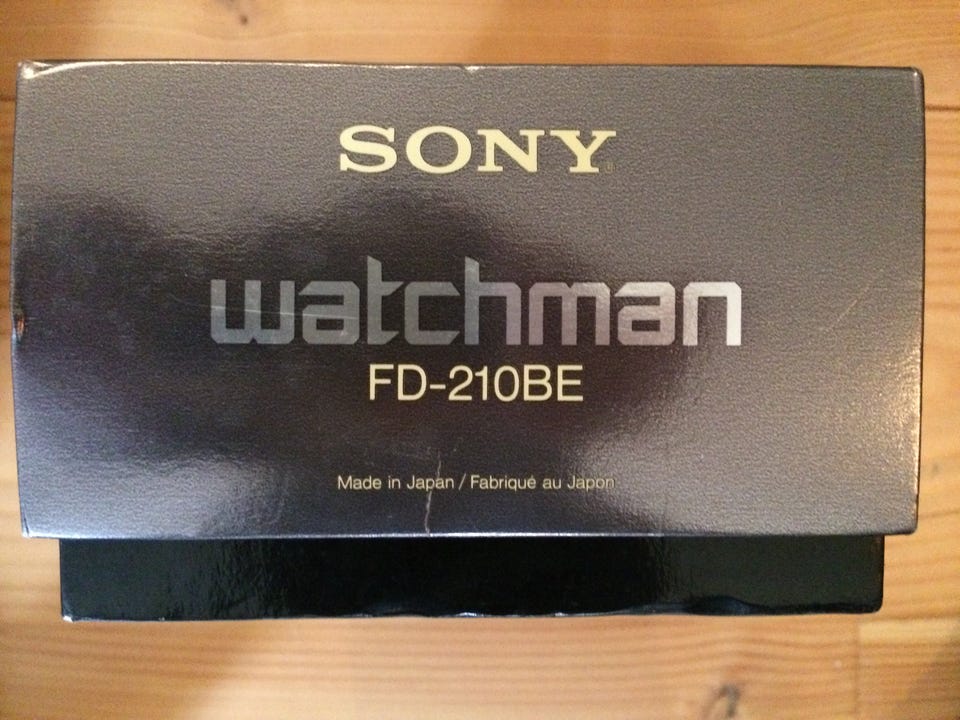 SONY®
watchman
FD-210BE
Made in Japan / Fabriqué au Japon